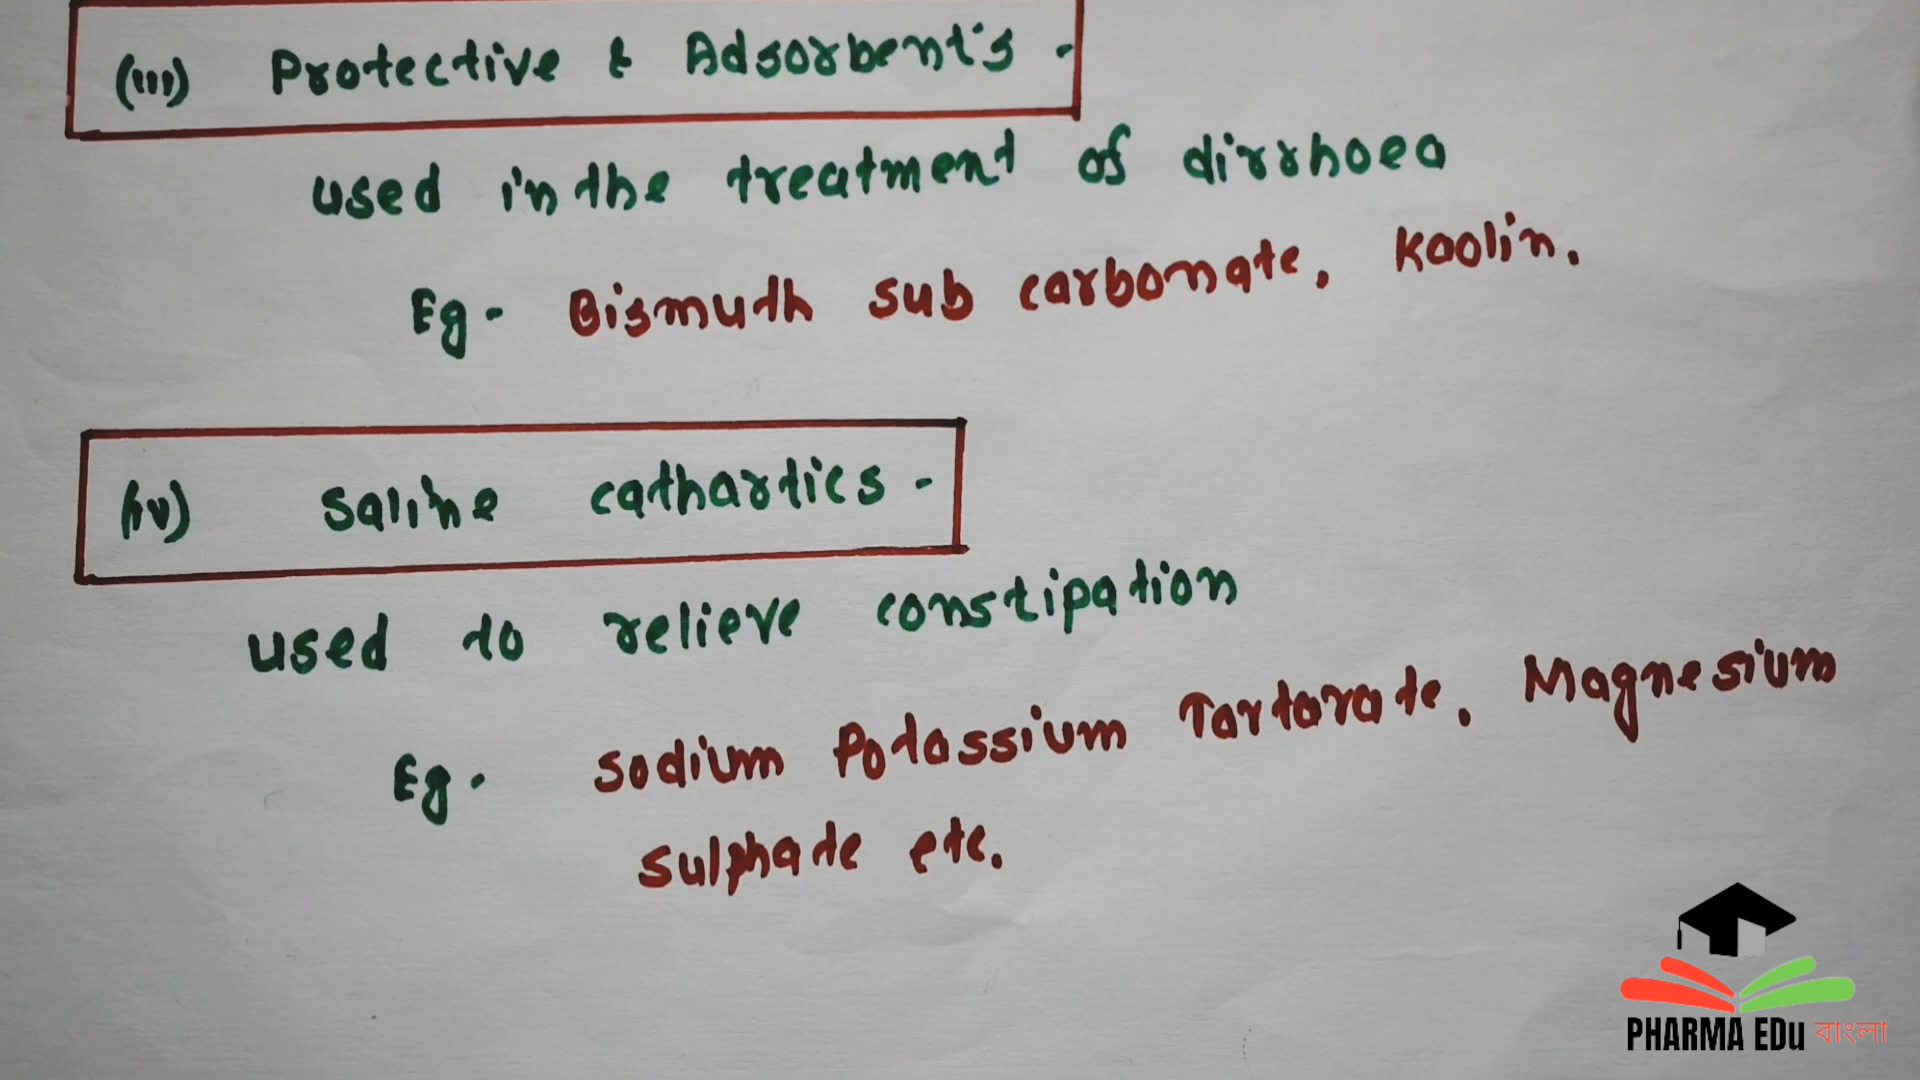 (iii) Protective & Adsorbent's -
used in the treatment of dirrhoea
Eg - Bismuth sub carbonate, Kaolin.
(iv) Saline cathartics -
used to relieve constipation
Eg - Sodium Potassium Tartarate, Magnesium
Sulphate etc.
PHARMA EDu বাংলা